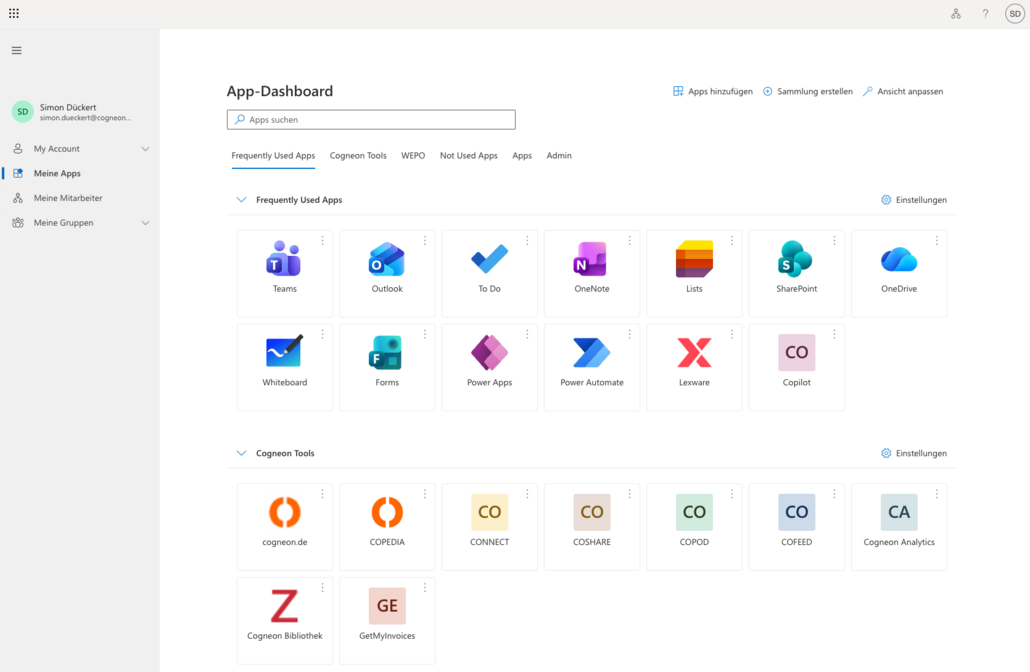 ?
SD
SD
Simon Dückert
simon.dueckert@cogneon...
My Account
Meine Apps
Meine Mitarbeiter
Meine Gruppen
App-Dashboard
Apps hinzufügen
Sammlung erstellen
Ansicht anpassen
Apps suchen
Frequently Used Apps
Cogneon Tools
WEPO
Not Used Apps
Apps
Admin
Frequently Used Apps
Einstellungen
T
Teams
O
Outlook
To Do
N
OneNote
Lists
S
SharePoint
OneDrive
Whiteboard
F
Forms
Power Apps
Power Automate
Lexware
CO
Copilot
Cogneon Tools
Einstellungen
cogneon.de
COPEDIA
CO
CONNECT
CO
COSHARE
CO
COPOD
CO
COFEED
CA
Cogneon Analytics
Z
Cogneon Bibliothek
GE
GetMyInvoices